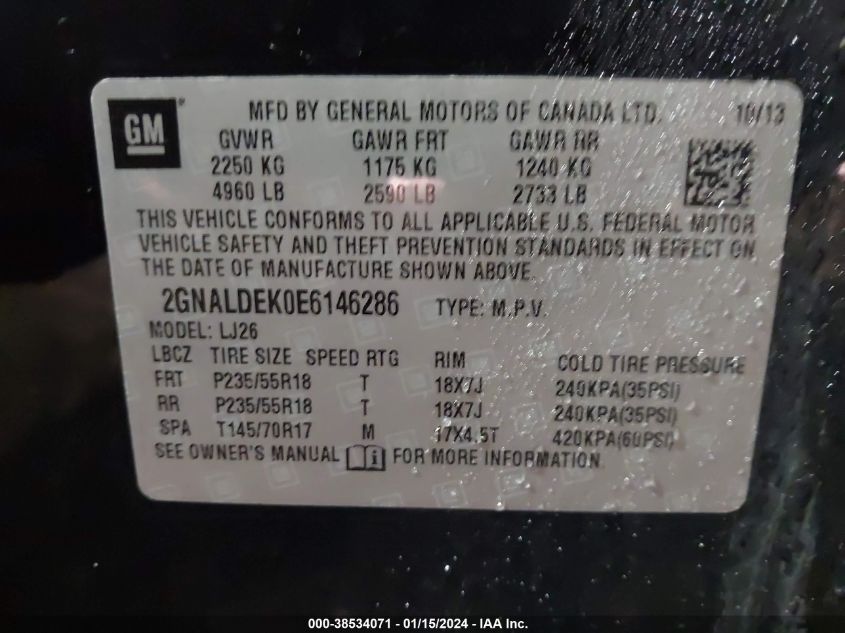 GM ® MFD BY GENERAL MOTORS OF CANADA LTD. 10/13
GVWR GAWR FRT GAWR RR
2250 KG 1175 KG 1240 KG
4960 LB 2590 LB 2733 LB
THIS VEHICLE CONFORMS TO ALL APPLICABLE U.S. FEDERAL MOTOR
VEHICLE SAFETY AND THEFT PREVENTION STANDARDS IN EFFECT ON
THE DATE OF MANUFACTURE SHOWN ABOVE.
2GNALDEK0E6146286 TYPE: M.P.V.
MODEL: LJ26
LBCZ TIRE SIZE SPEED RTG RIM COLD TIRE PRESSURE
FRT P235/55R18 T 18X7J 240KPA(35PSI)
RR P235/55R18 T 18X7J 240KPA(35PSI)
SPA T145/70R17 M 17X4.5T 420KPA(60PSI)
SEE OWNER'S MANUAL i FOR MORE INFORMATION
000-38534071 - 01/15/2024 - IAA Inc.